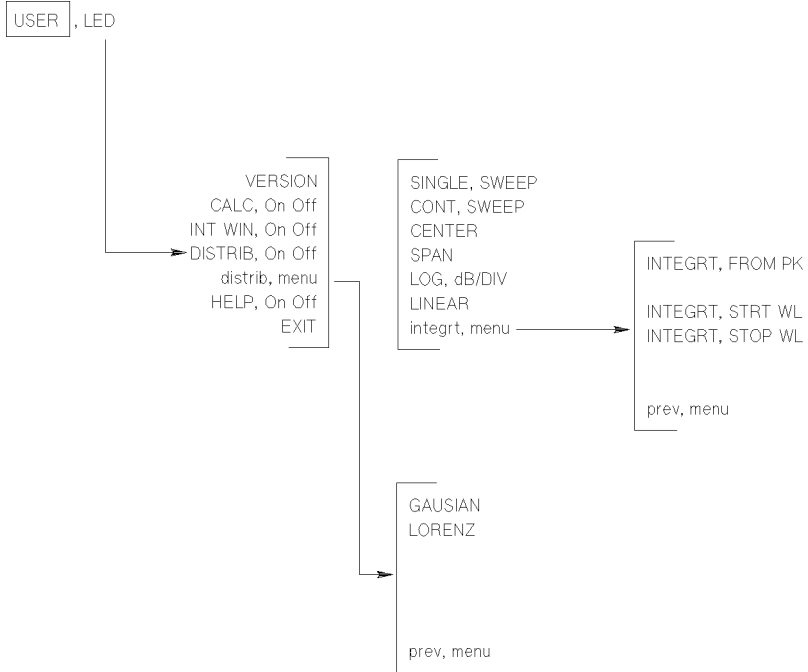 USER , LED
VERSION
CALC, On Off
INT WIN, On Off
DISTRIB, On Off
distrib, menu
HELP, On Off
EXIT
SINGLE, SWEEP
CONT, SWEEP
CENTER
SPAN
LOG, dB/DIV
LINEAR
integrt, menu
INTEGRT, FROM PK
INTEGRT, STRT WL
INTEGRT, STOP WL
prev, menu
GAUSIAN
LORENZ
prev, menu